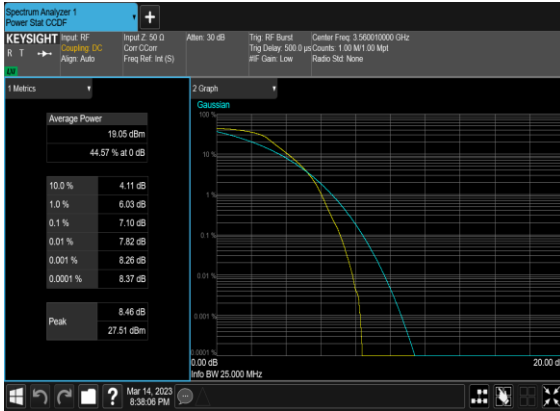 Spectrum Analyzer 1
Power Stat CCDF
KEYSIGHT
R T
Input: RF
Coupling: DC
Align: Auto
Input Z: 50 Ω
Corr CCorr
Freq Ref: Int (S)
Atten: 30 dB
Trig: RF Burst
Trig Delay: 500.0 µs
#IF Gain: Low
Center Freq: 3.560010000 GHz
Counts: 1.00 M/1.00 Mpt
Radio Std: None
1 Metrics
Average Power
19.05 dBm
44.57 % at 0 dB
10.0 % 4.11 dB
1.0 % 6.03 dB
0.1 % 7.10 dB
0.01 % 7.82 dB
0.001 % 8.26 dB
0.0001 % 8.37 dB
Peak
8.46 dB
27.51 dBm
2 Graph
Gaussian
100 %
10 %
1 %
0.1 %
0.01 %
0.001 %
0.0001 %
0.00 dB
20.00 d
Info BW 25.000 MHz
?
Mar 14, 2023
8:38:06 PM